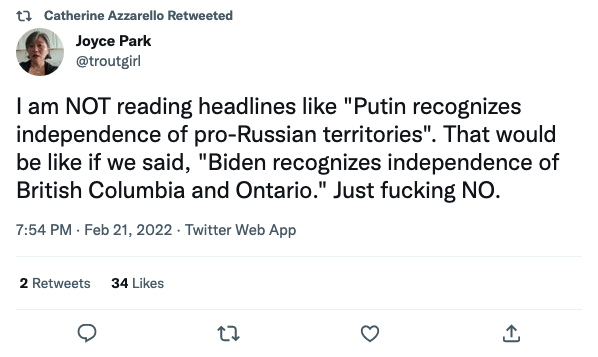 Catherine Azzarello Retweeted
Joyce Park
@troutgirl
I am NOT reading headlines like "Putin recognizes
independence of pro-Russian territories". That would
be like if we said, "Biden recognizes independence of
British Columbia and Ontario." Just fucking NO.
7:54 PM · Feb 21, 2022 · Twitter Web App
2 Retweets 34 Likes